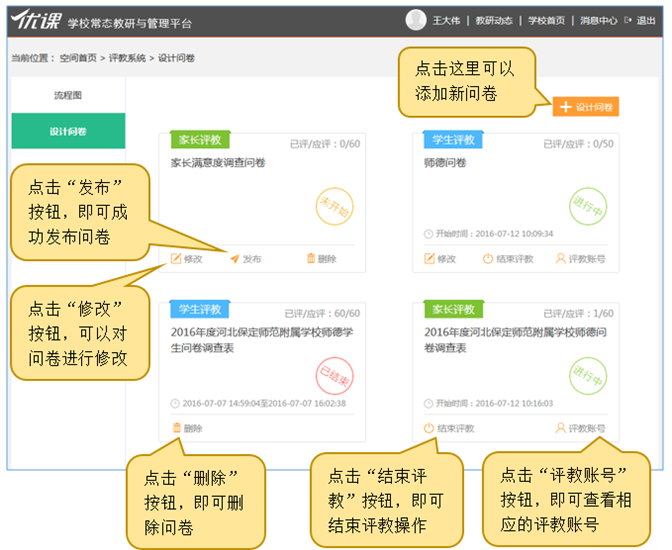 优课 学校常态教研与管理平台
王大伟 | 教研动态 | 学校首页 | 消息中心 退出
当前位置： 空间首页 > 评教系统 > 设计问卷
点击这里可以
添加新问卷
流程图
设计问卷
设计问卷
家长评教
已评/应评：0/60
家长满意度调查问卷
未开始
修改 发布 删除
学生评教
已评/应评：0/50
师德问卷
进行中
开始时间：2016-07-12 10:09:34
修改 结束评教 评教账号
点击“发布”
按钮，即可成
功发布问卷
点击“修改”
按钮，可以对
问卷进行修改
学生评教
已评/应评：60/60
2016年度河北保定师范附属学校师德学
生问卷调查表
已结束
2016-07-07 14:59:04至2016-07-07 16:02:38
删除
家长评教
已评/应评：1/60
2016年度河北保定师范附属学校师德问
卷调查表
进行中
开始时间：2016-07-12 10:16:03
结束评教 评教账号
点击“删除”
按钮，即可删
除问卷
点击“结束评
教”按钮，即可
结束评教操作
点击“评教账号”
按钮，即可查看相
应的评教账号